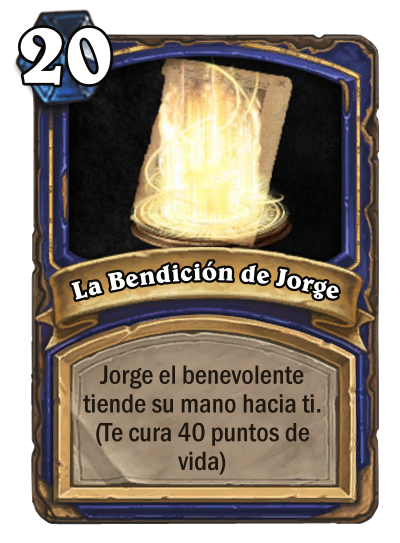 20
La Bendición de Jorge
Jorge el benevolente
tiende su mano hacia ti.
(Te cura 40 puntos de
vida)